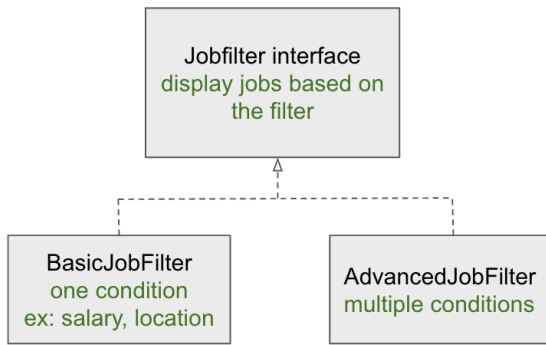 Jobfilter interface
display jobs based on
the filter
BasicJobFilter
one condition
ex: salary, location
AdvancedJobFilter
multiple conditions